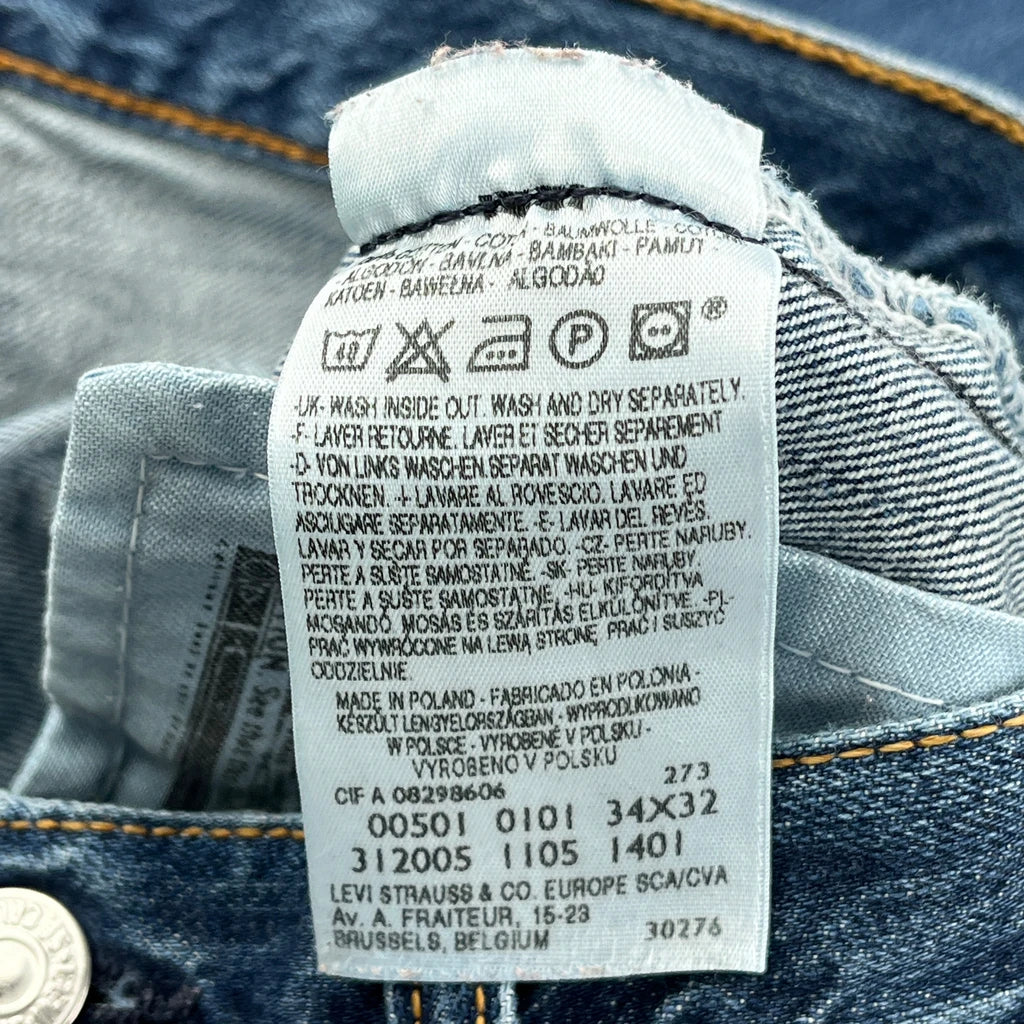 COTTON - COTA - BAUMWOLLE - COTTON
ALGODON - BAVLNA - BAMBAKI - PAMUT
KATOEN - BAWEŁNA - ALGODÃO
40 P ®
-UK- WASH INSIDE OUT. WASH AND DRY SEPARATELY.
-F- LAVER RETOURNE. LAVER ET SECHER SEPAREMENT
-D- VON LINKS WASCHEN SEPARAT WASCHEN UND
TROCKNEN. -I- LAVARE AL ROVESCIO. LAVARE ED
ASCIUGARE SEPARATAMENTE. -E- LAVAR DEL REVÉS.
LAVAR Y SECAR POR SEPARADO. -CZ- PERTE NARUBY.
PERTE A SUŠTE SAMOSTATNĚ. -SK- PERTE NARUBY.
PERTE A SUŠTE SAMOSTATNE. -HU- KIFORDÍTVA
MOSANDÓ. MOSÁS ÉS SZÁRÍTÁS ELKÜLÖNÍTVE. -PL-
PRAĆ WYWRÓCONE NA LEWĄ STRONĘ, PRAĆ I SUSZYĆ
ODDZIELNIE.
MADE IN POLAND - FABRICADO EN POLONIA -
KÉSZÜLT LENGYELORSZÁGBAN - WYPRODUKOWANO
W POLSCE - VYROBENÉ V POLSKU -
VYROBENO V POLSKU
273
CIF A 08298606
00501 0101 34X32
312005 1105 1401
LEVI STRAUSS & CO. EUROPE SCA/CVA
Av. A. FRAITEUR, 15-23
BRUSSELS, BELGIUM 30276